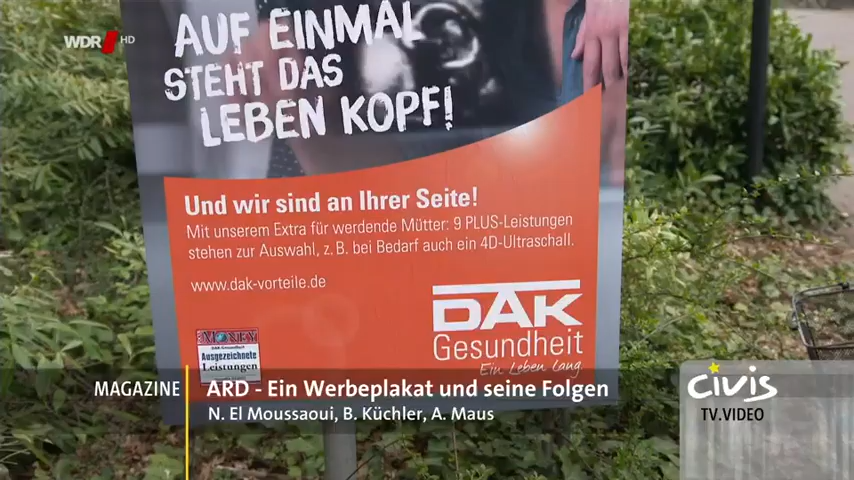 WDR HD
AUF EINMAL
STEHT DAS
LEBEN KOPF!
Und wir sind an Ihrer Seite!
Mit unserem Extra für werdende Mütter: 9 PLUS-Leistungen
stehen zur Auswahl, z. B. bei Bedarf auch ein 4D-Ultraschall.
www.dak-vorteile.de
DAK
Gesundheit
Ein Leben Lang.
MONEY
DAK-Gesundheit
Ausgezeichnete
Leistungen
MAGAZINE
ARD - Ein Werbeplakat und seine Folgen
N. El Moussaoui, B. Küchler, A. Maus
CIVIS
TV.VIDEO